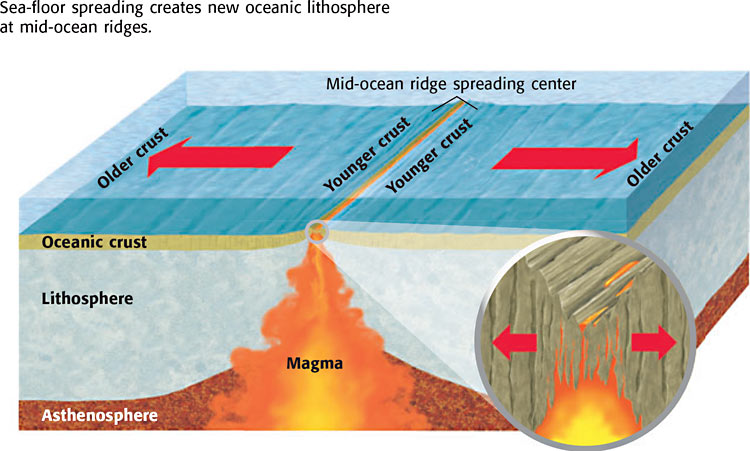 Sea-floor spreading creates new oceanic lithosphere
at mid-ocean ridges.
Mid-ocean ridge spreading center
Older crust
Younger crust
Younger crust
Older crust
Oceanic crust
Lithosphere
Magma
Asthenosphere